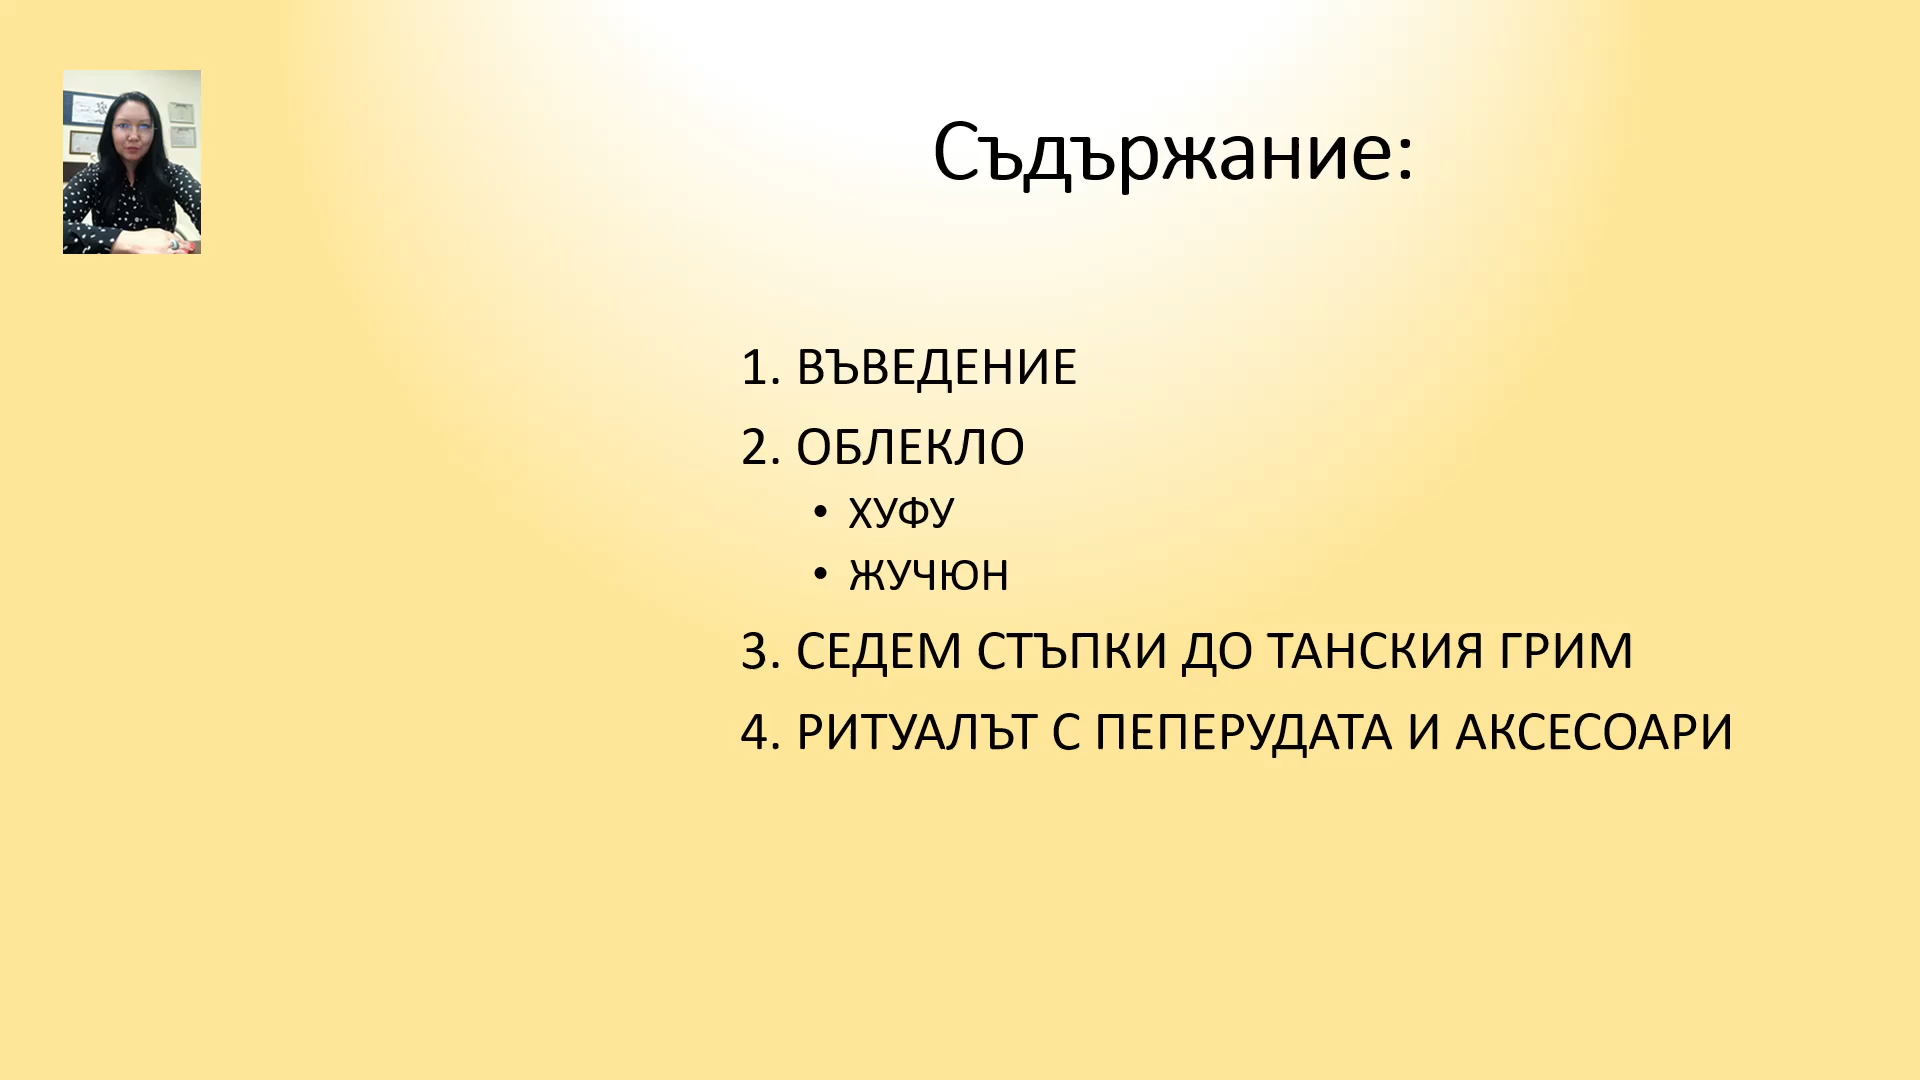 Съдържание:
1. ВЪВЕДЕНИЕ
2. ОБЛЕКЛО
• ХУФУ
• ЖУЧЮН
3. СЕДЕМ СТЪПКИ ДО ТАНСКИЯ ГРИМ
4. РИТУАЛЪТ С ПЕПЕРУДАТА И АКСЕСОАРИ